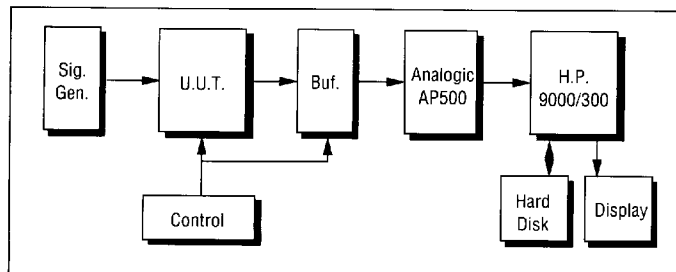 Sig.
Gen.
U.U.T.
Buf.
Analogic
AP500
H.P.
9000/300
Control
Hard
Disk
Display